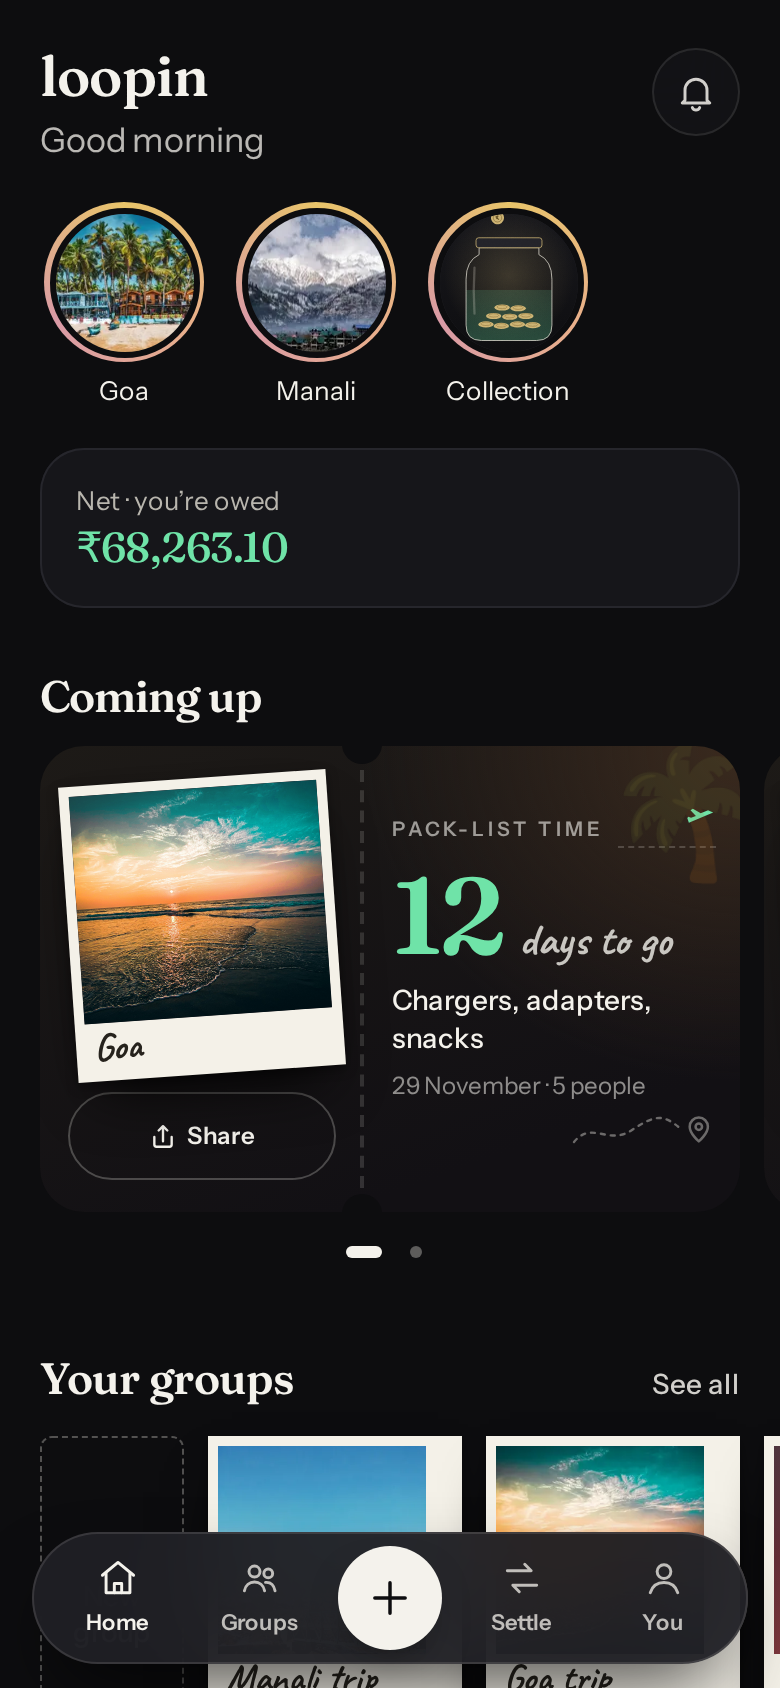 loopin
Good morning
Goa
Manali
Collection
Net · you’re owed
₹68,263.10
Coming up
PACK-LIST TIME
12 days to go
Chargers, adapters,
snacks
29 November · 5 people
Goa
Share
Your groups
See all
Manali trip
Goa trip
Home
Groups
Settle
You